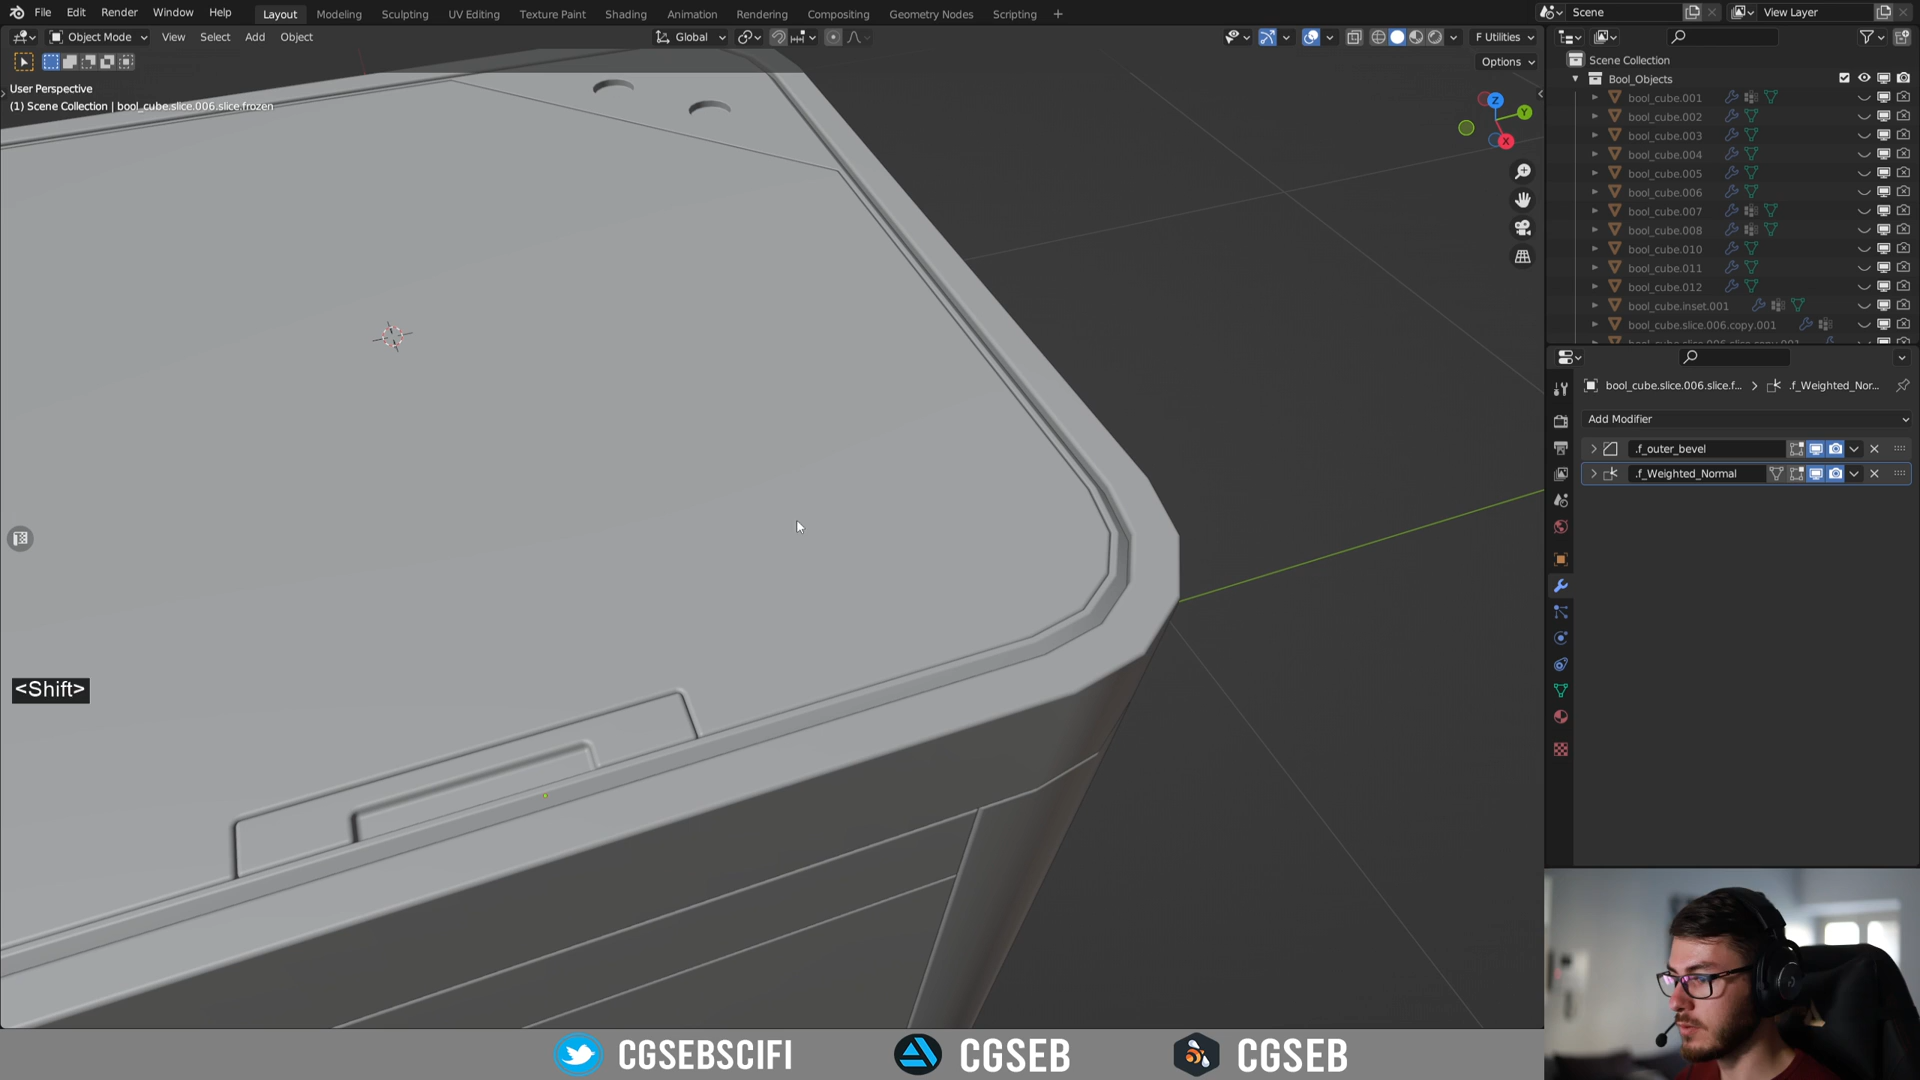 File Edit Render Window Help Layout Modeling Sculpting UV Editing Texture Paint Shading Animation Rendering Compositing Geometry Nodes Scripting + Scene View Layer
Object Mode View Select Add Object Global F Utilities
Options
User Perspective
(1) Scene Collection | bool_cube.slice.006.slice.frozen
Z
Y
X
<Shift>
Scene Collection
Bool_Objects
bool_cube.001
bool_cube.002
bool_cube.003
bool_cube.004
bool_cube.005
bool_cube.006
bool_cube.007
bool_cube.008
bool_cube.010
bool_cube.011
bool_cube.012
bool_cube.inset.001
bool_cube.slice.006.copy.001
bool_cube.slice.006.slice.f... > .f_Weighted_Nor...
Add Modifier
.f_outer_bevel
.f_Weighted_Normal
CGSEBSCIFI CGSEB CGSEB